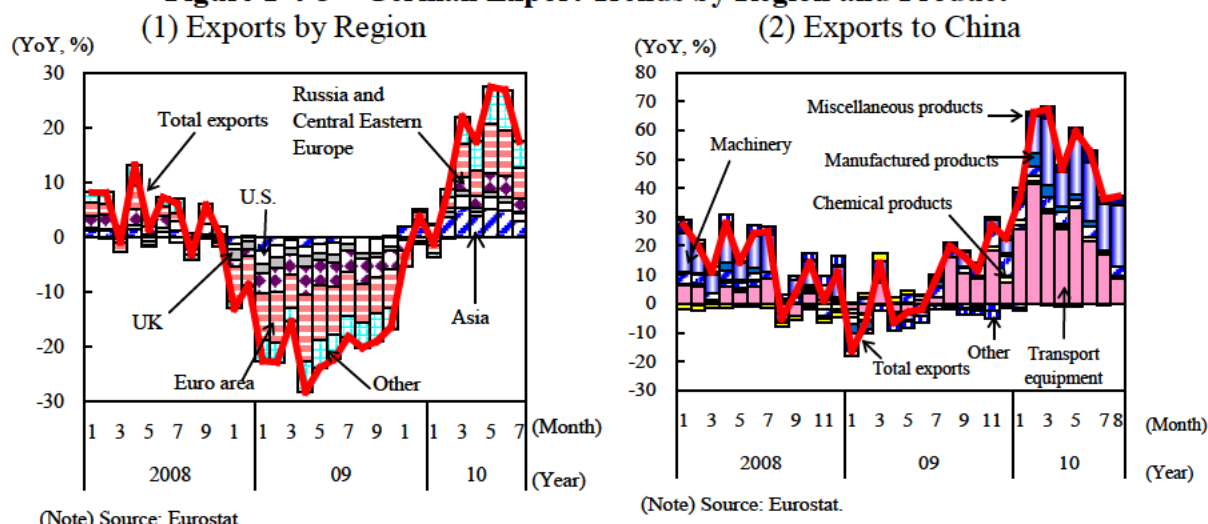 (1) Exports by Region
(YoY, %)
30
20
10
0
-10
-20
-30
Total exports
Russia and
Central Eastern
Europe
U.S.
UK
Asia
Euro area
Other
1 3 5 7 9 1 1 3 5 7 9 1 1 3 5 7 (Month)
2008 09 10 (Year)
(Note) Source: Eurostat.
(2) Exports to China
(YoY, %)
80
70
60
50
40
30
20
10
0
-10
-20
-30
Miscellaneous products
Machinery
Manufactured products
Chemical products
Total exports
Other
Transport
equipment
1 3 5 7 9 11 1 3 5 7 9 11 1 3 5 7 8 (Month)
2008 09 10 (Year)
(Note) Source: Eurostat.